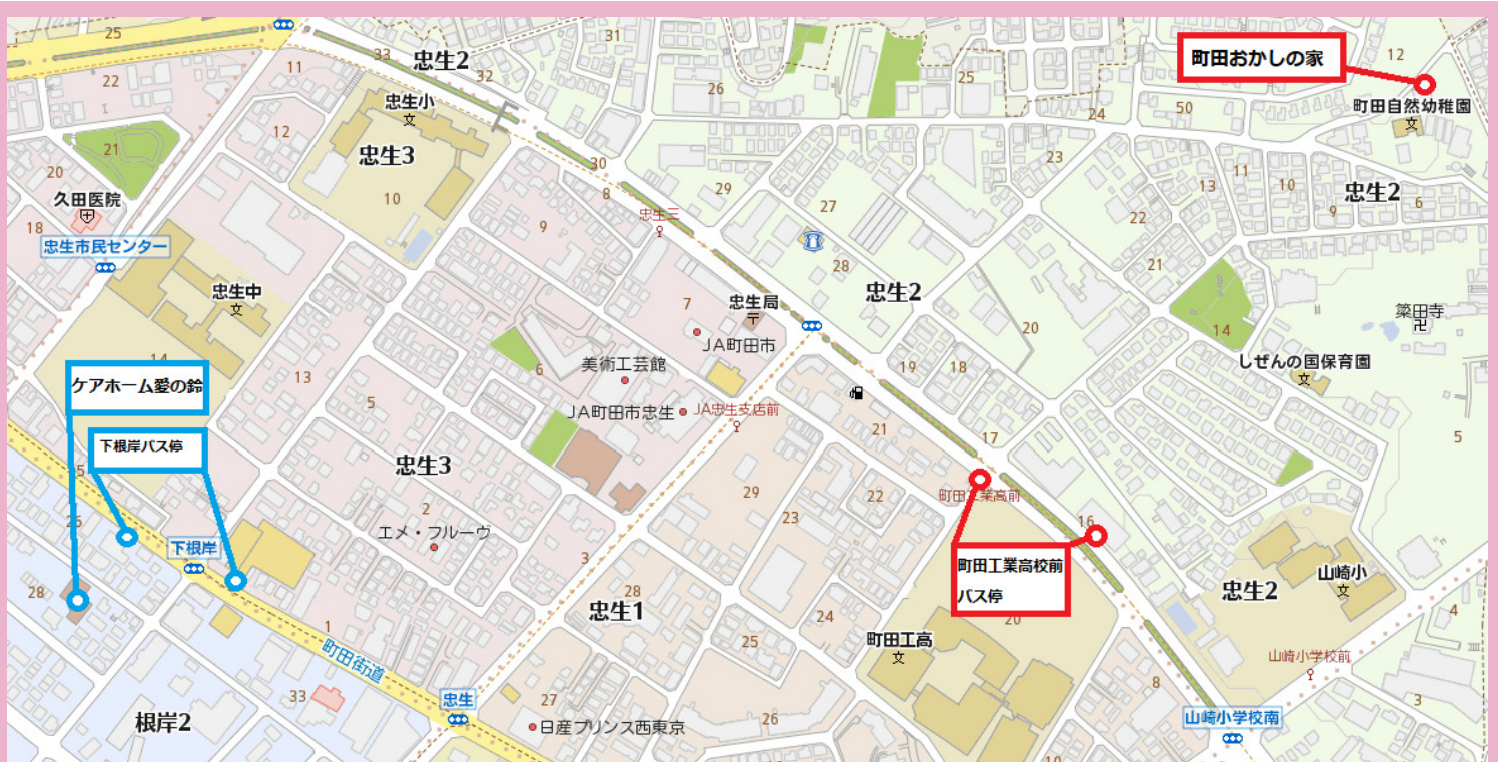 25
忠生2
33
31
32
22
11
26
25
町田おかしの家
12
50
24
町田自然幼稚園
文
忠生小
文
忠生3
12
21
20
10
久田医院
18
忠生市民センター
30
8
29
23
忠生三
9
27
28
22
13
11
10
9
忠生2
6
21
忠生中
文
14
13
7
忠生局
〒
JA町田市
忠生2
20
14
簗田寺
卍
しぜんの国保育園
文
美術工芸館
6
5
JA町田市忠生
JA忠生支店前
19
18
17
21
5
ケアホーム愛の鈴
下根岸バス停
忠生3
2
エメ・フルーヴ
3
29
23
22
町田工業高前
16
町田工業高校前
バス停
20
下根岸
28
1
町田街道
33
根岸2
忠生
27
日産プリンス西東京
忠生1
28
25
24
26
町田工高
文
忠生2
山崎小
文
4
山崎小学校前
3
8
山崎小学校南
10